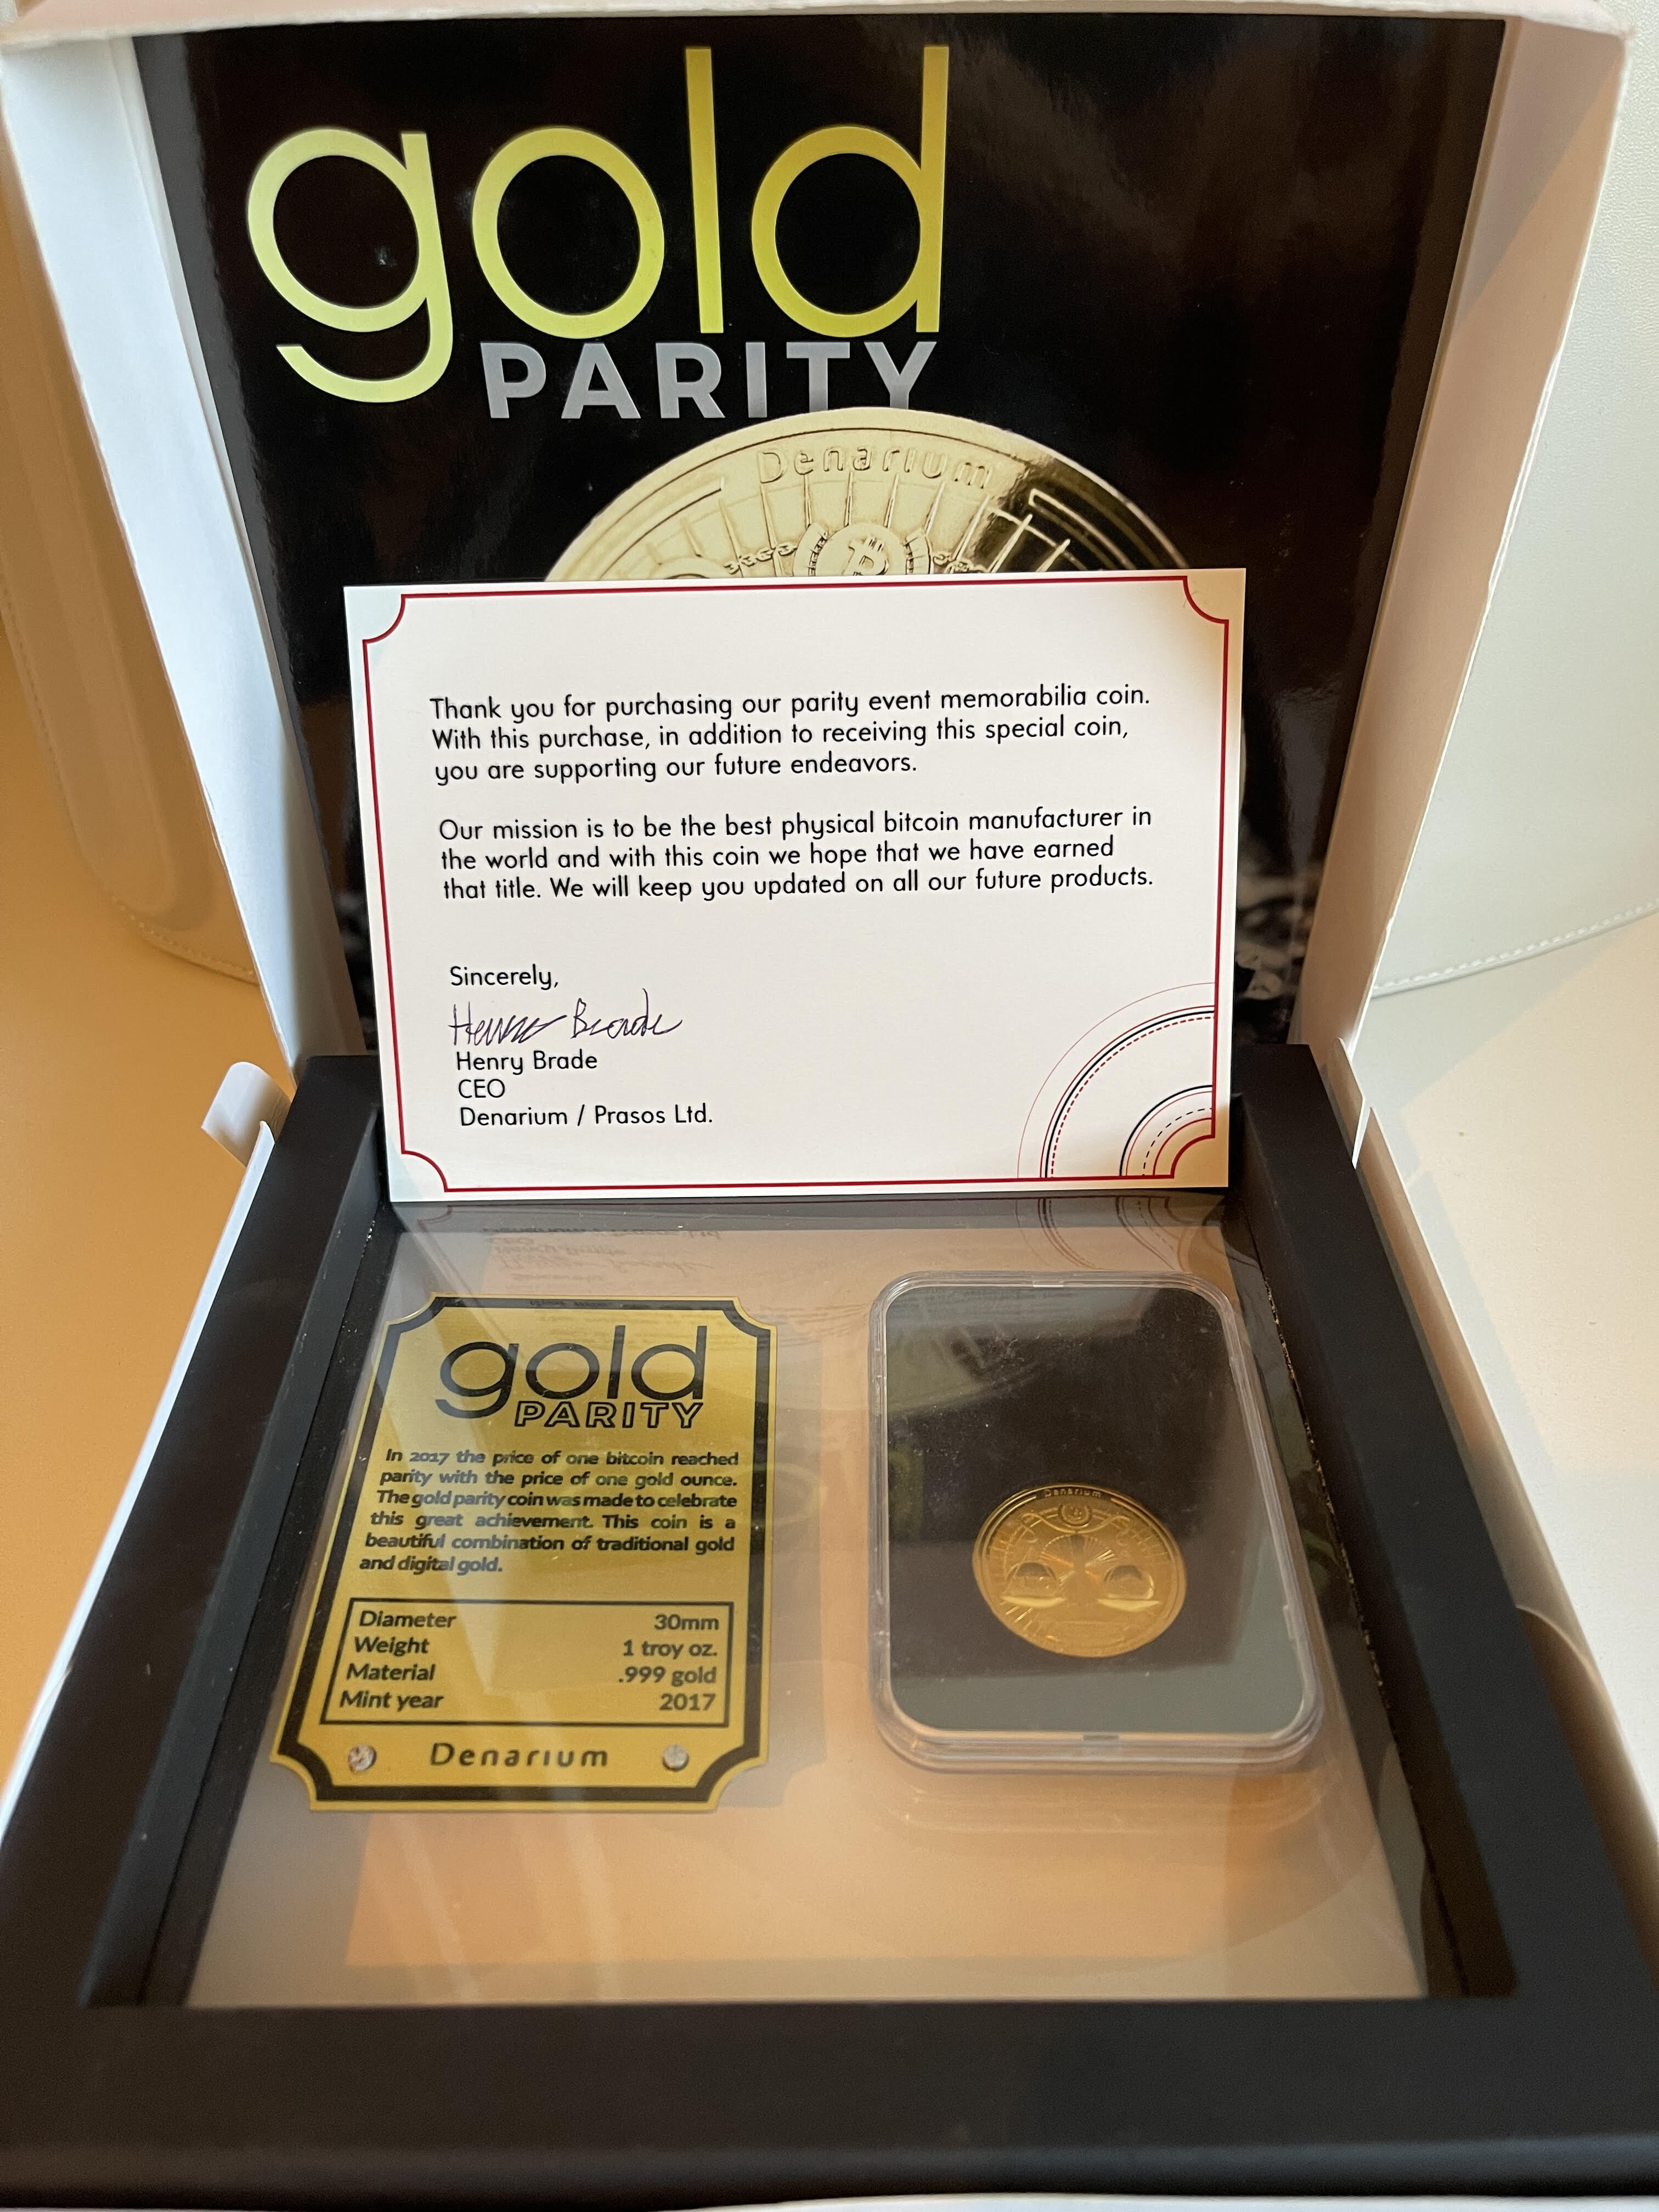 gold
PARITY
Denarium
Thank you for purchasing our parity event memorabilia coin.
With this purchase, in addition to receiving this special coin,
you are supporting our future endeavors.
Our mission is to be the best physical bitcoin manufacturer in
the world and with this coin we hope that we have earned
that title. We will keep you updated on all our future products.
Sincerely,
Henry Brade
Henry Brade
CEO
Denarium / Prasos Ltd.
gold
PARITY
In 2017 the price of one bitcoin reached
parity with the price of one gold ounce.
The gold parity coin was made to celebrate
this great achievement. This coin is a
beautiful combination of traditional gold
and digital gold.
Diameter 30mm
Weight 1 troy oz.
Material .999 gold
Mint year 2017
Denarium
Denarium